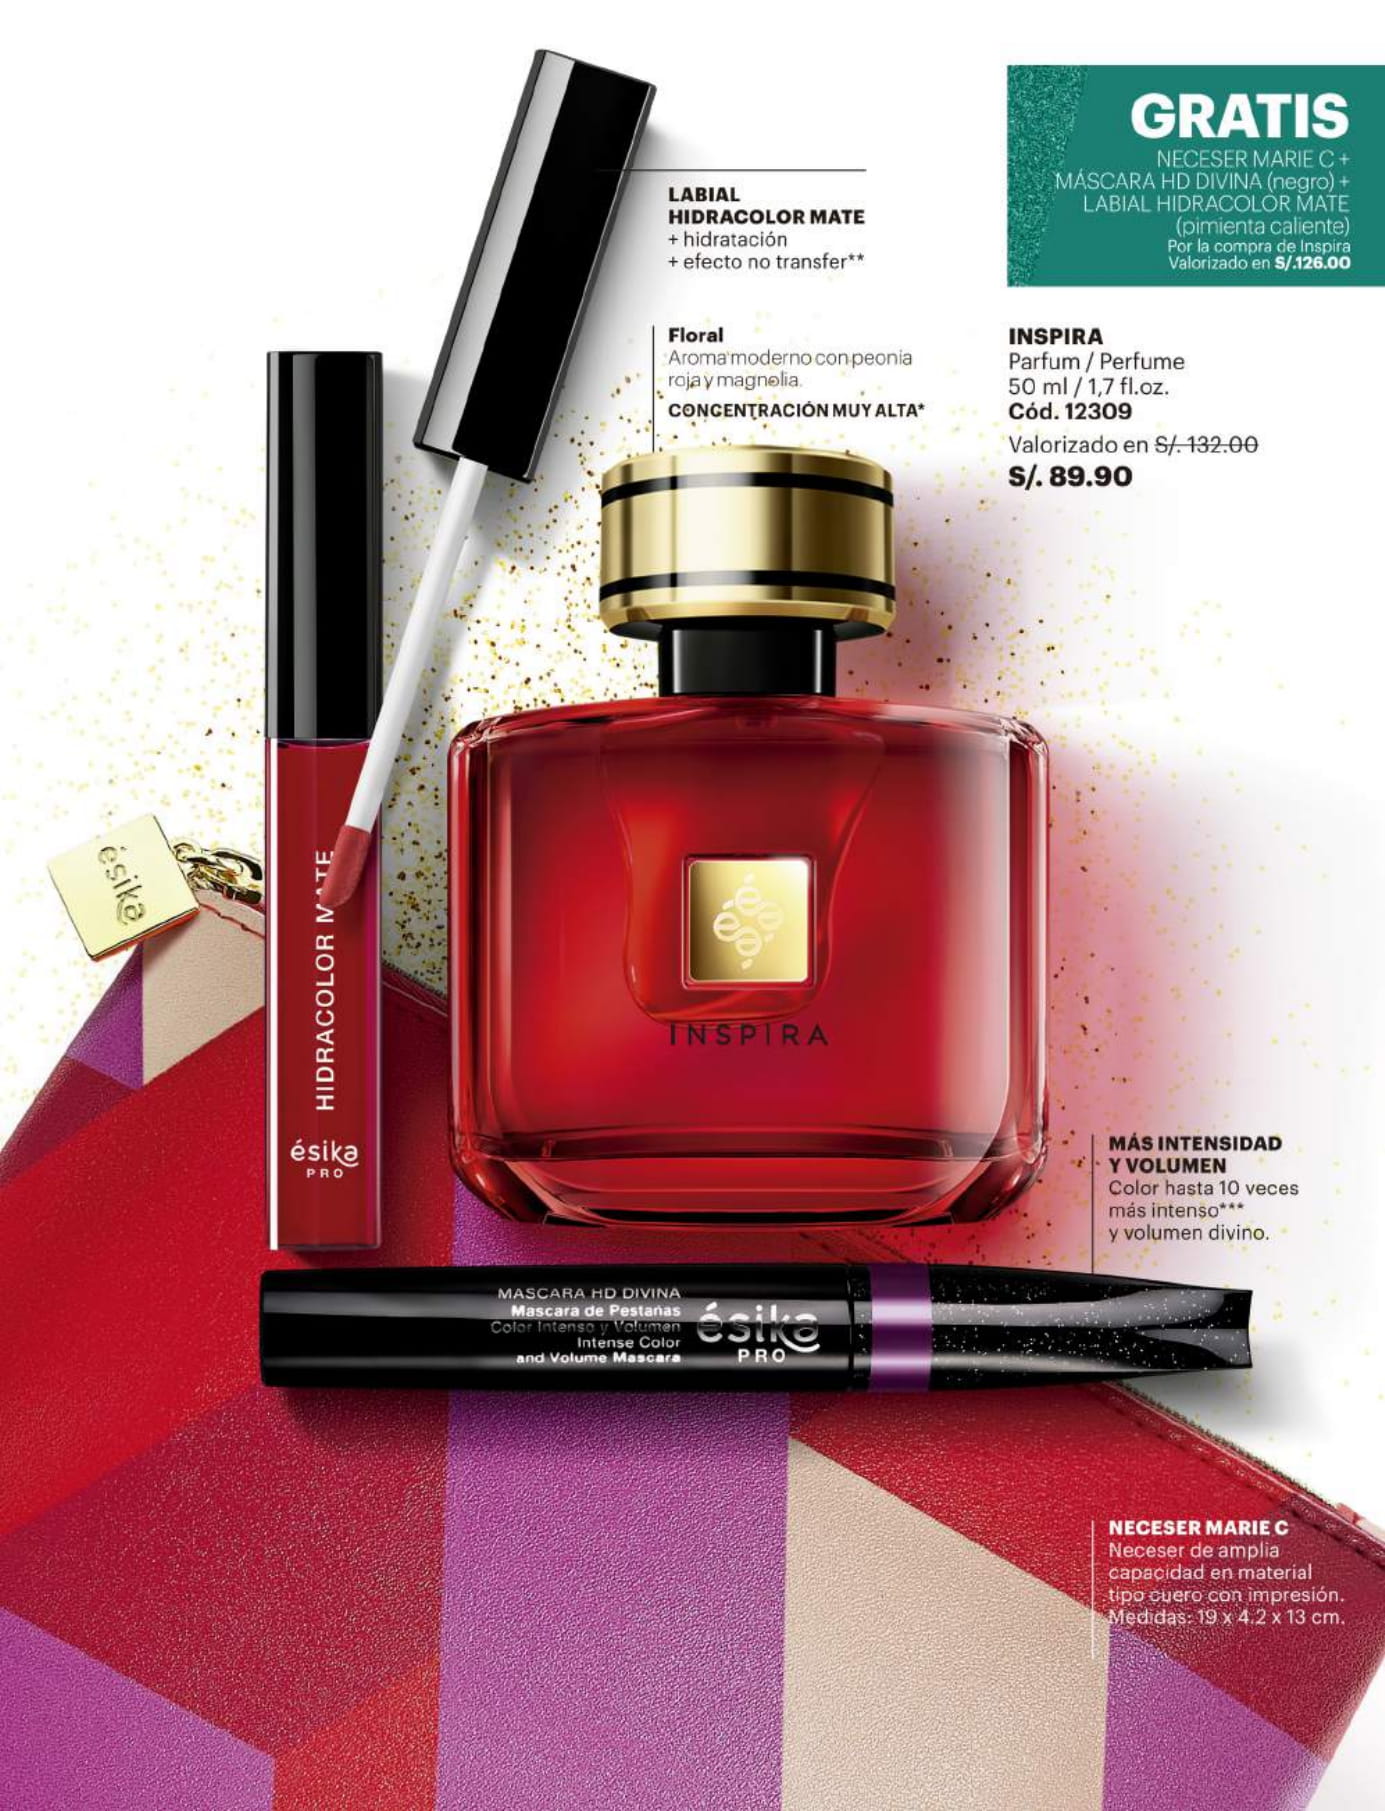 GRATIS
NECESER MARIE C +
MÁSCARA HD DIVINA (negro) +
LABIAL HIDRACOLOR MATE
(pimienta caliente)
Por la compra de Inspira
Valorizado en S/.126.00
LABIAL
HIDRACOLOR MATE
+ hidratación
+ efecto no transfer**
Floral
Aroma moderno con peonía
roja y magnolia.
CONCENTRACIÓN MUY ALTA*
INSPIRA
Parfum / Perfume
50 ml / 1,7 fl.oz.
Cód. 12309
Valorizado en S/. 132.00
S/. 89.90
ésika
HIDRACOLOR MATE
ésika
PRO
INSPIRA
MÁS INTENSIDAD
Y VOLUMEN
Color hasta 10 veces
más intenso***
y volumen divino.
MASCARA HD DIVINA
Mascara de Pestañas
Color Intenso y Volumen
Intense Color
and Volume Mascara
ésika
PRO
NECESER MARIE C
Neceser de amplia
capacidad en material
tipo cuero con impresión.
Medidas: 19 x 4.2 x 13 cm.